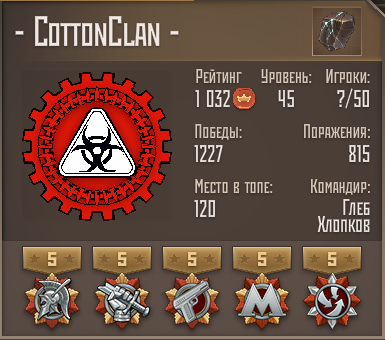 - CottonClan -
Рейтинг Уровень: Игроки:
1 032 45 ?/50
Победы: Поражения:
1227 815
Место в топе: Командир:
120 Глеб
Хлопков
5 5 5 5 5
М